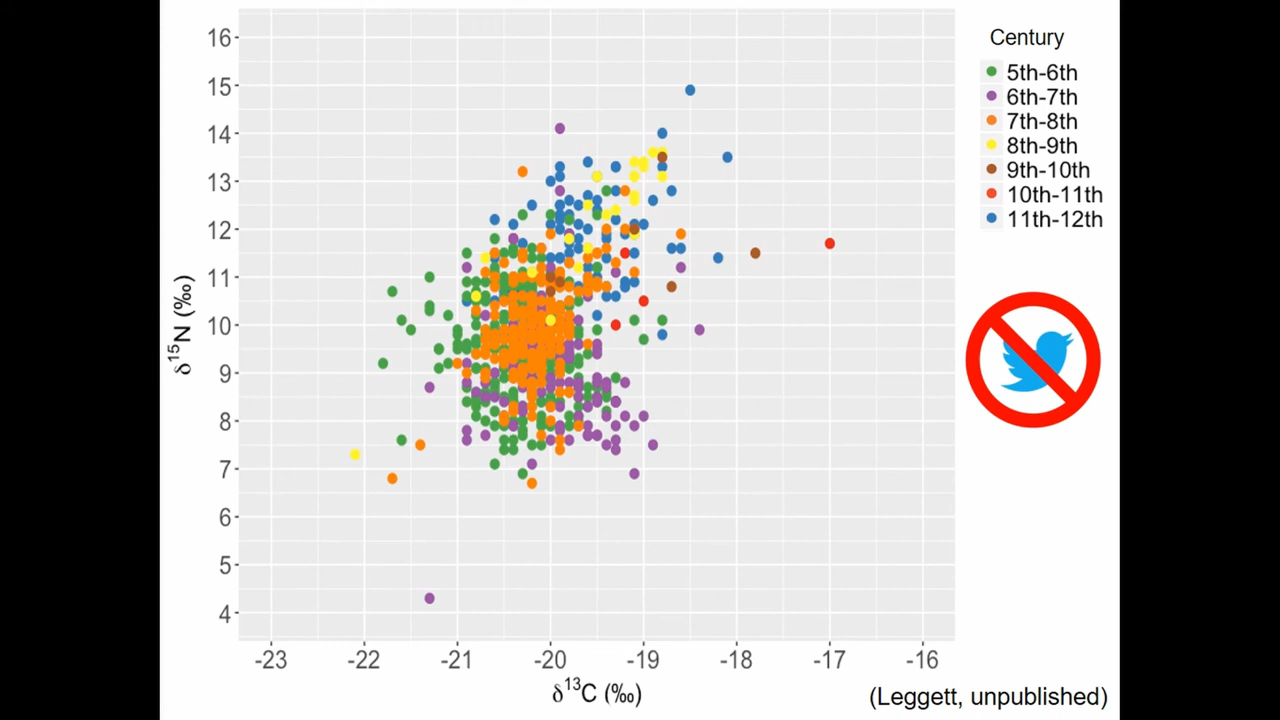 Century
5th-6th
6th-7th
7th-8th
8th-9th
9th-10th
10th-11th
11th-12th
16
15
14
13
12
11
10
9
8
7
6
5
4
δ¹⁵N (‰)
-23 -22 -21 -20 -19 -18 -17 -16
δ¹³C (‰)
(Leggett, unpublished)